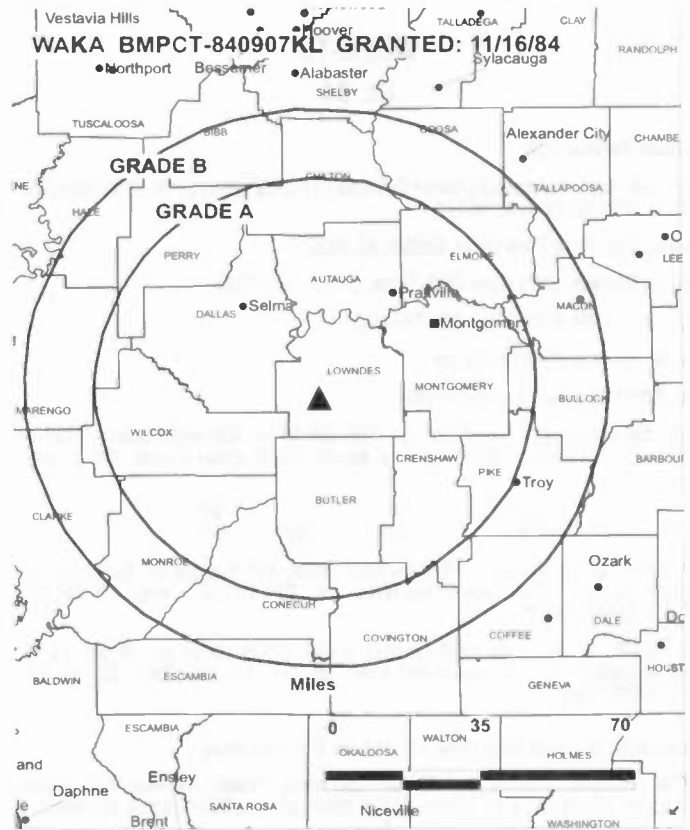 Vestavia Hills
Hoover
TALLADEGA
CLAY
WAKA BMPCT-840907KL GRANTED: 11/16/84
RANDOLPH
Northport
Bessemer
Alabaster
Sylacauga
SHELBY
TUSCALOOSA
BIBB
COOSA
Alexander City
CHAMBE
GRADE B
CHILTON
TALLAPOOSA
NE
HALE
GRADE A
PERRY
ELMORE
O
LEE
AUTAUGA
Prattville
MACON
DALLAS
Selma
Montgomery
LOWNDES
MONTGOMERY
BULLOCK
MARENGO
WILCOX
CRENSHAW
BARBOUR
PIKE
Troy
BUTLER
CLARKE
MONROE
Ozark
CONECUH
COVINGTON
COFFEE
DALE
Do
HOUST
BALDWIN
ESCAMBIA
Miles
GENEVA
ESCAMBIA
0 35 70
WALTON
OKALOOSA
HOLMES
and
Ensley
Daphne
SANTA ROSA
Niceville
le
Brent
WASHINGTON